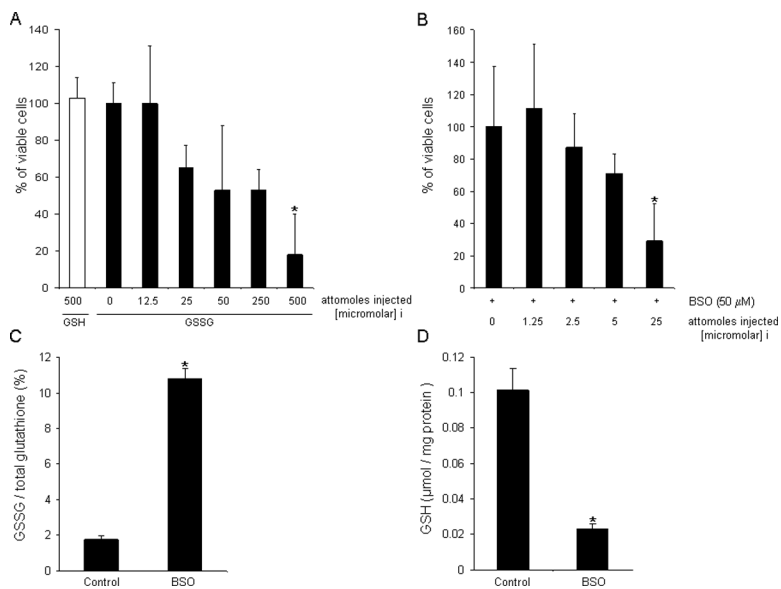 A
% of viable cells
140
120
100
80
60
40
20
0
*
500 0 12.5 25 50 250 500
attomoles injected
[micromolar] i
GSH GSSG
B
% of viable cells
160
140
120
100
80
60
40
20
0
*
+ + + + + BSO (50 µM)
0 1.25 2.5 5 25 attomoles injected
[micromolar] i
C
GSSG / total glutathione (%)
12
10
8
6
4
2
0
*
Control BSO
D
GSH (µmol / mg protein )
0.12
0.1
0.08
0.06
0.04
0.02
0
*
Control BSO